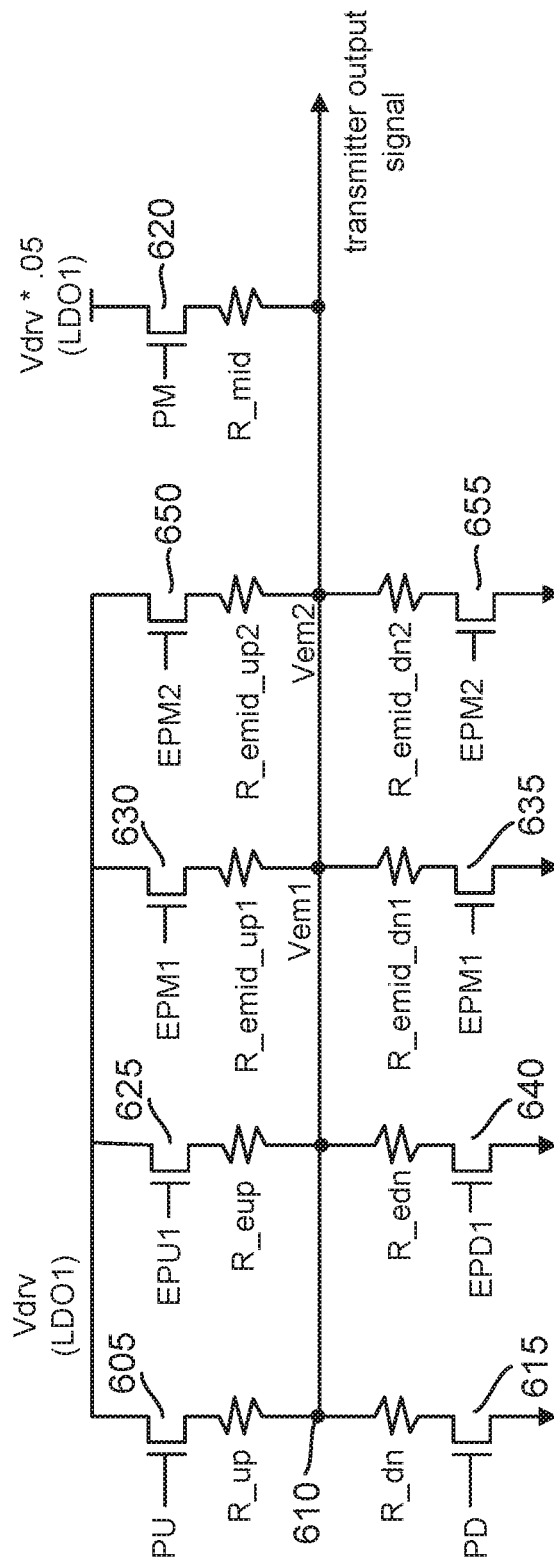 Vdrv
(LDO1)
Vdrv * .05
(LDO1)
605
625
630
650
620
PU
EPU1
EPM1
EPM2
PM
R_up
R_eup
R_emid_up1
R_emid_up2
R_mid
610
Vem1
Vem2
transmitter output
signal
R_dn
R_edn
R_emid_dn1
R_emid_dn2
615
640
635
655
PD
EPD1
EPM1
EPM2